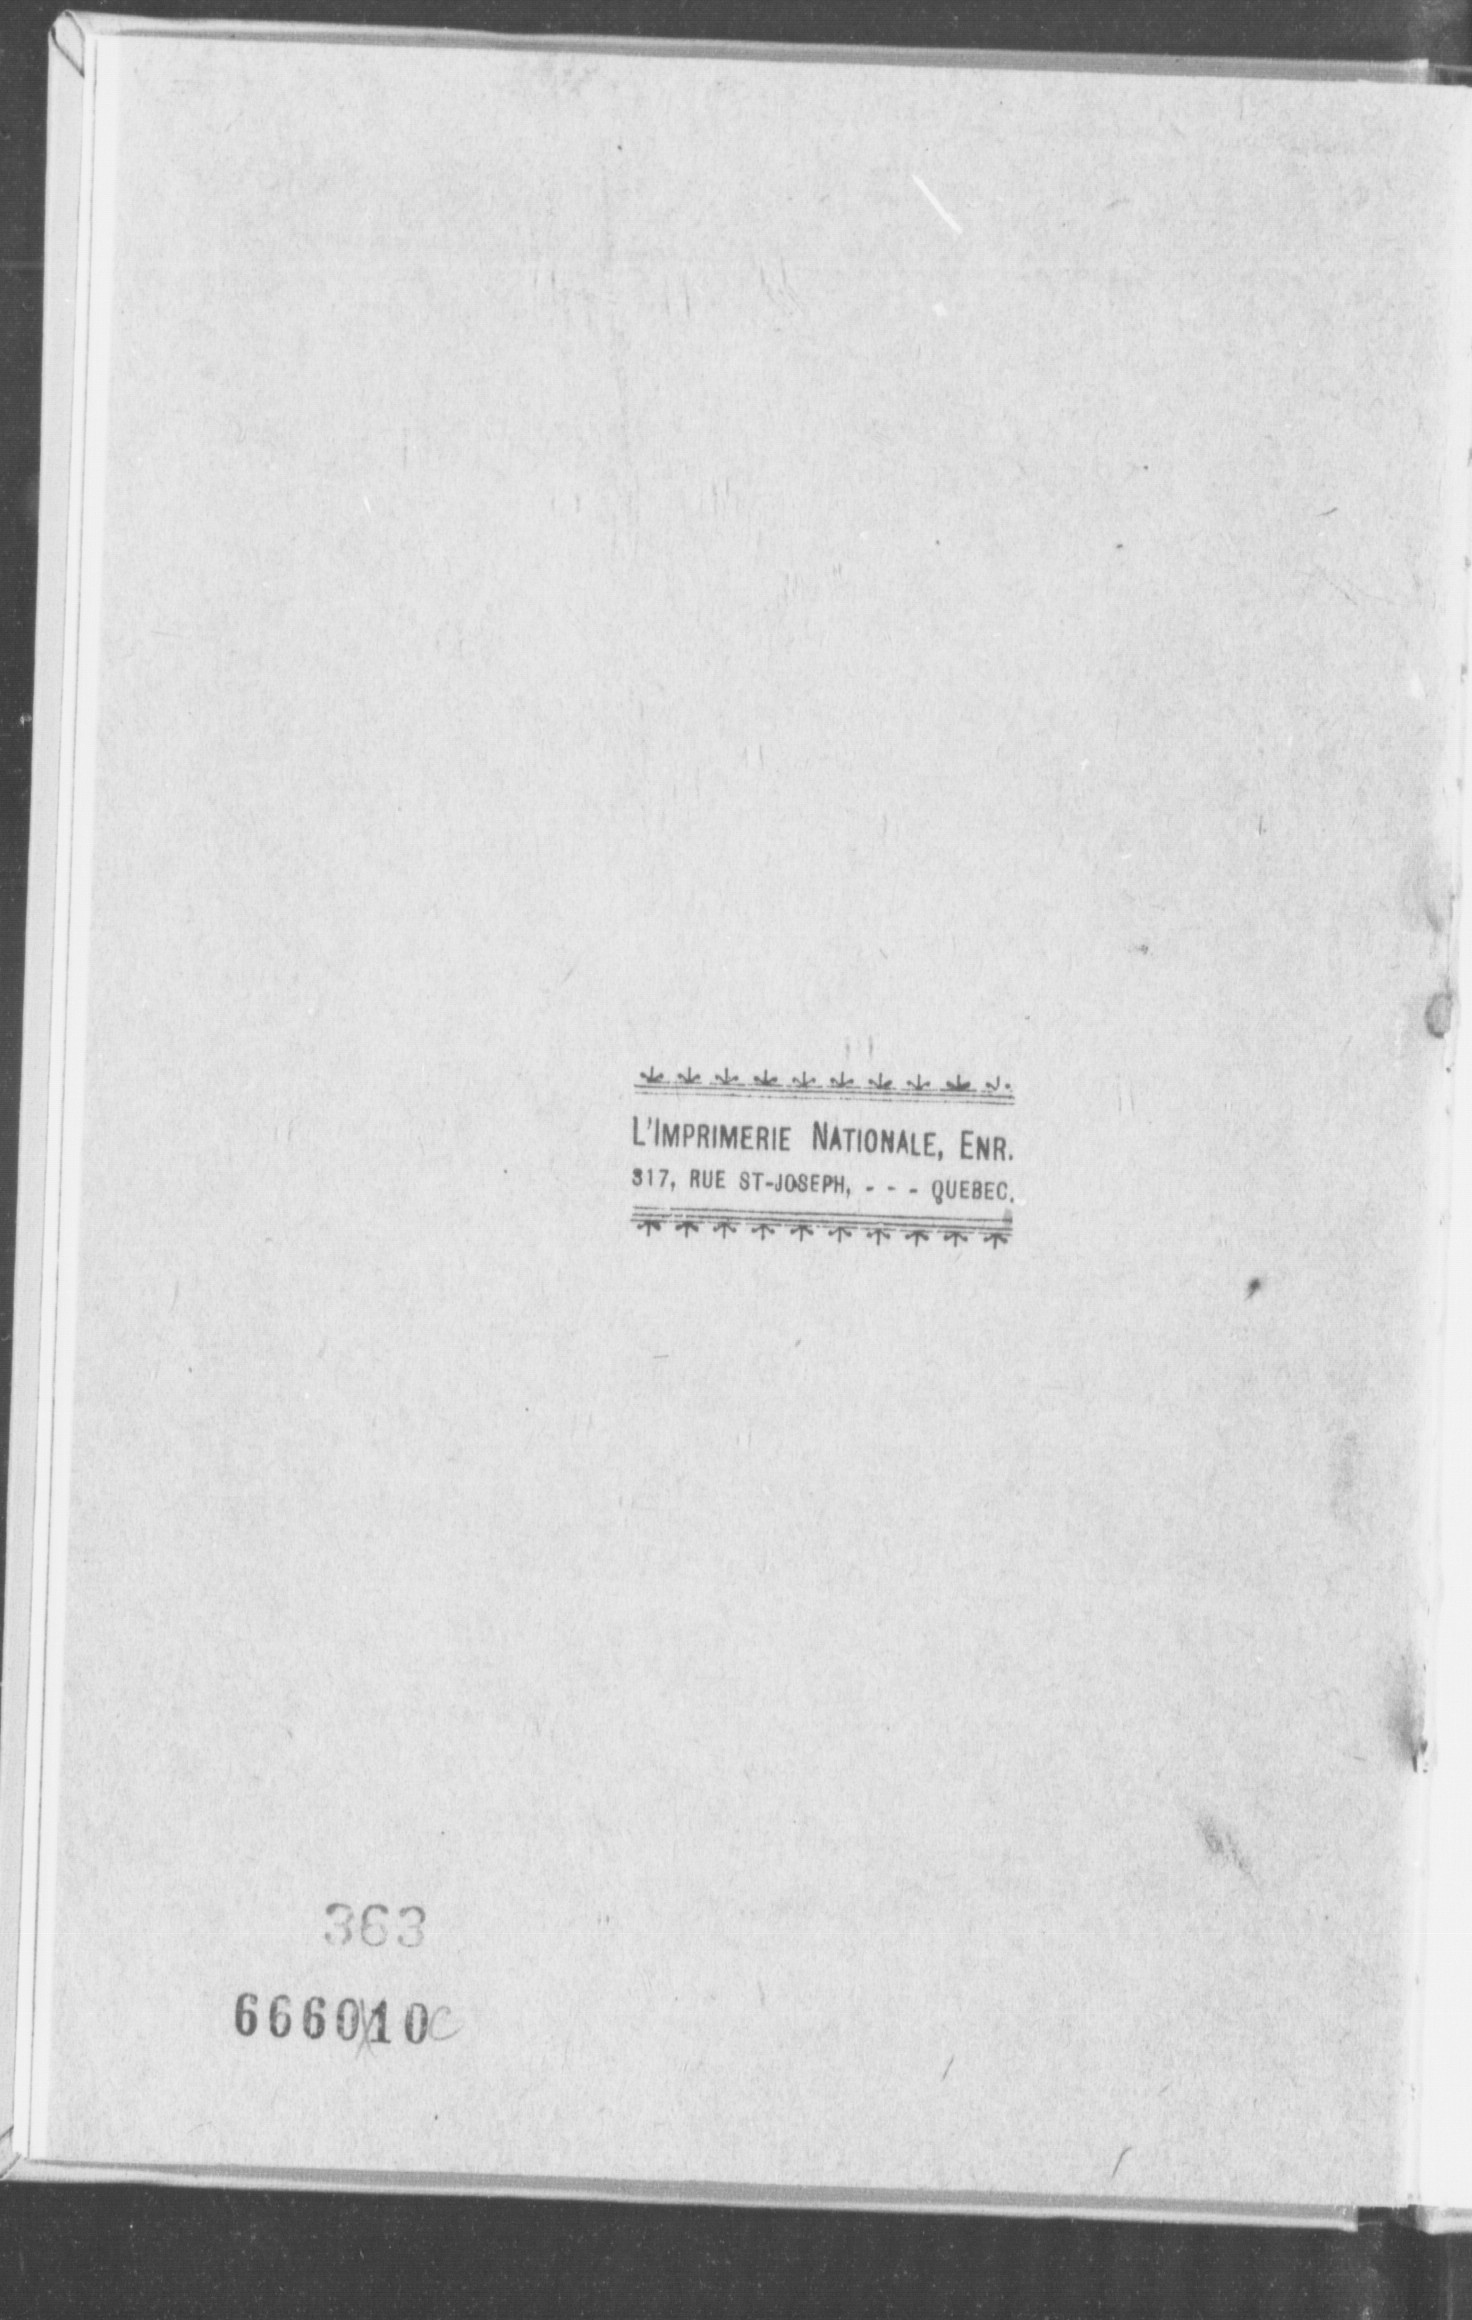 L'IMPRIMERIE NATIONALE, ENR.
317, RUE ST-JOSEPH, - - - QUEBEC.
363
666010 C